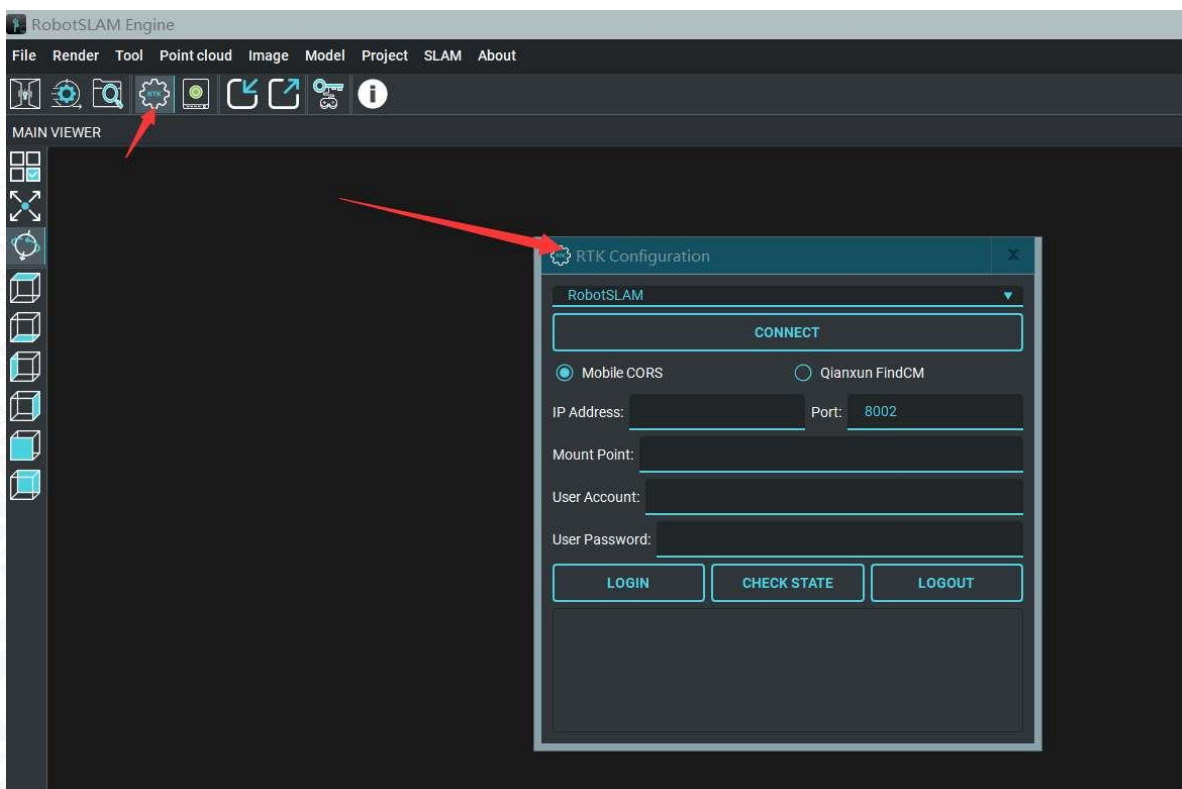 RobotSLAM Engine
File Render Tool Point cloud Image Model Project SLAM About
RTK
MAIN VIEWER
RTK Configuration X
RobotSLAM
CONNECT
Mobile CORS Qianxun FindCM
IP Address: Port: 8002
Mount Point:
User Account:
User Password:
LOGIN CHECK STATE LOGOUT